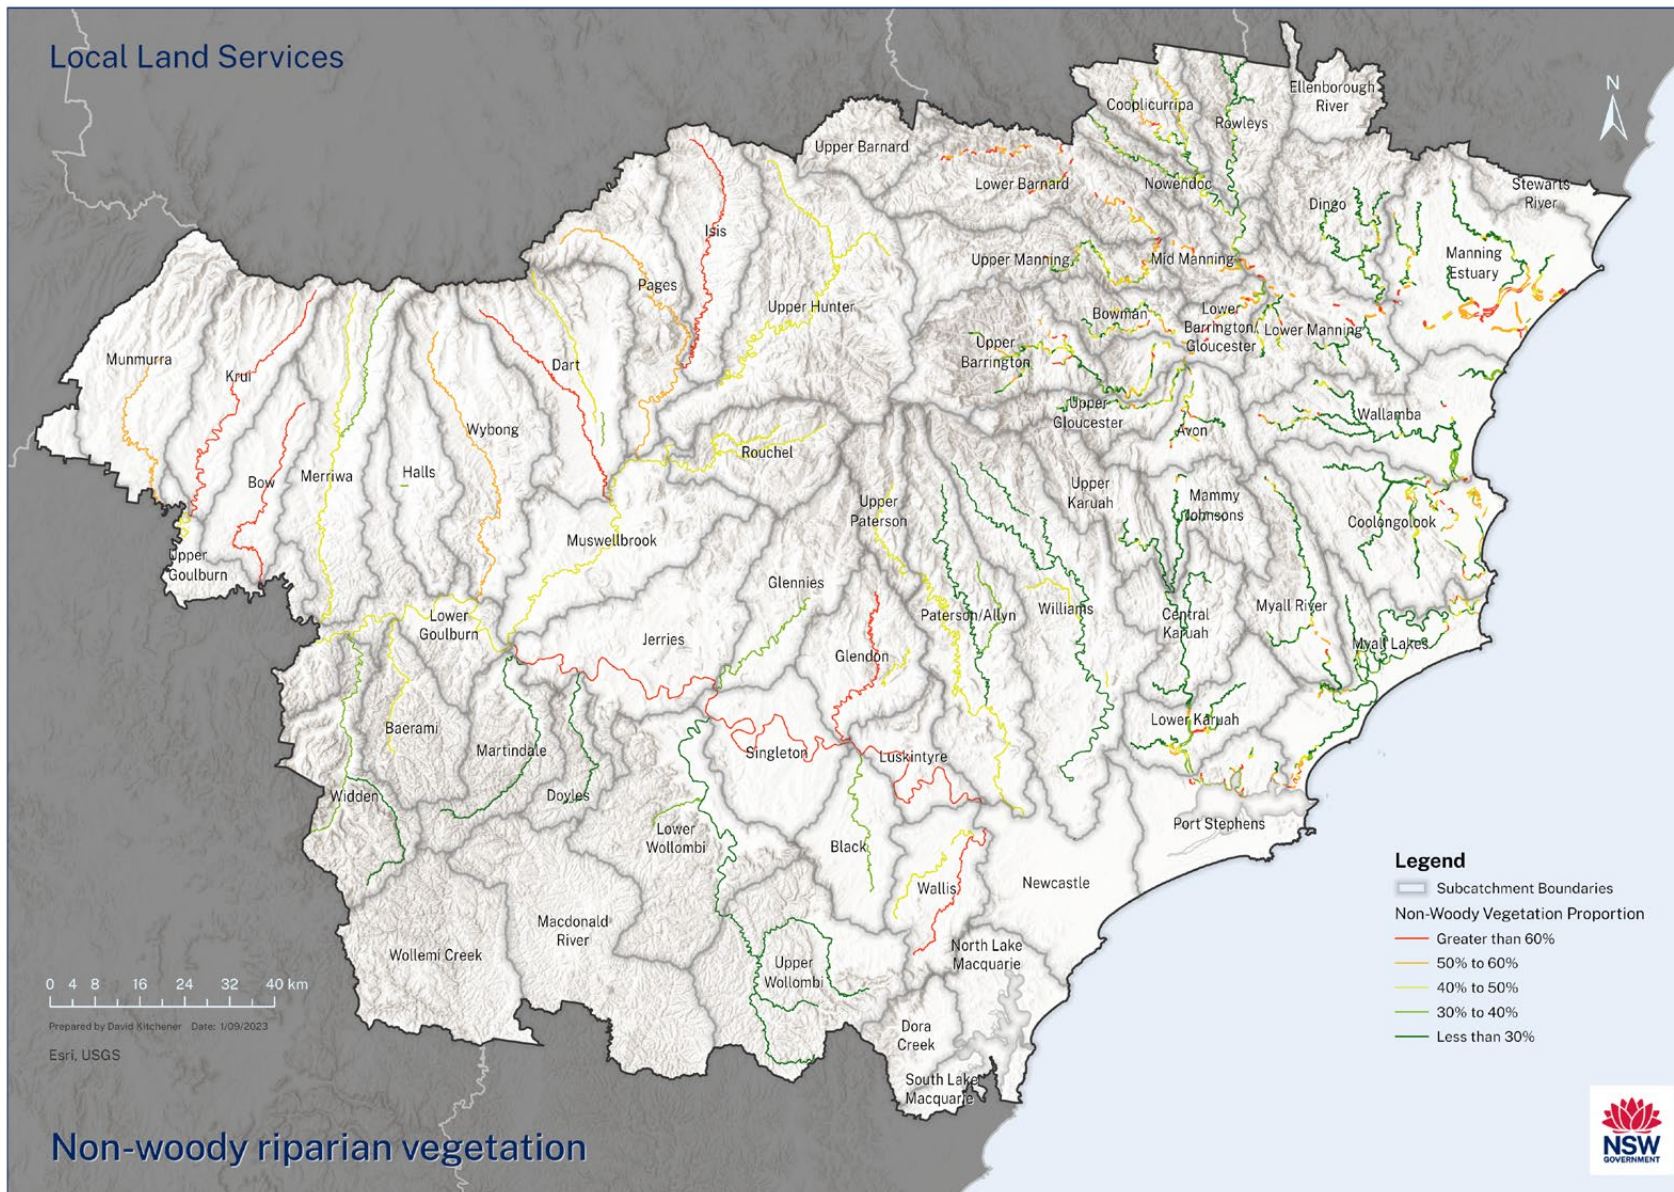 Local Land Services
N
Ellenborough
River
Cooplicurripa
Rowleys
Upper Barnard
Lower Barnard
Nowendoc
Stewarts
River
Dingo
Isis
Manning
Estuary
Upper Manning
Mid Manning
Pages
Upper Hunter
Bowman
Lower
Barrington/
Gloucester
Lower Manning
Upper
Barrington
Munmurra
Krui
Dart
Upper
Gloucester
Wallamba
Avon
Wybong
Rouchel
Bow
Merriwa
Halls
Upper
Karuah
Mammy
Johnsons
Upper
Paterson
Coolongolook
Muswellbrook
Upper
Goulburn
Glennies
Lower
Goulburn
Paterson/Allyn
Williams
Central
Karuah
Myall River
Jerries
Glendon
Myall Lakes
Baerami
Martindale
Lower Karuah
Singleton
Luskintyre
Widden
Doyles
Port Stephens
Lower
Wollombi
Black
Wallis
Newcastle
Macdonald
River
Wollemi Creek
North Lake
Macquarie
Upper
Wollombi
Dora
Creek
South Lake
Macquarie
Legend
Subcatchment Boundaries
Non-Woody Vegetation Proportion
Greater than 60%
50% to 60%
40% to 50%
30% to 40%
Less than 30%
0 4 8 16 24 32 40 km
Prepared by David Kitchener Date: 1/09/2023
Esri, USGS
Non-woody riparian vegetation
NSW
GOVERNMENT